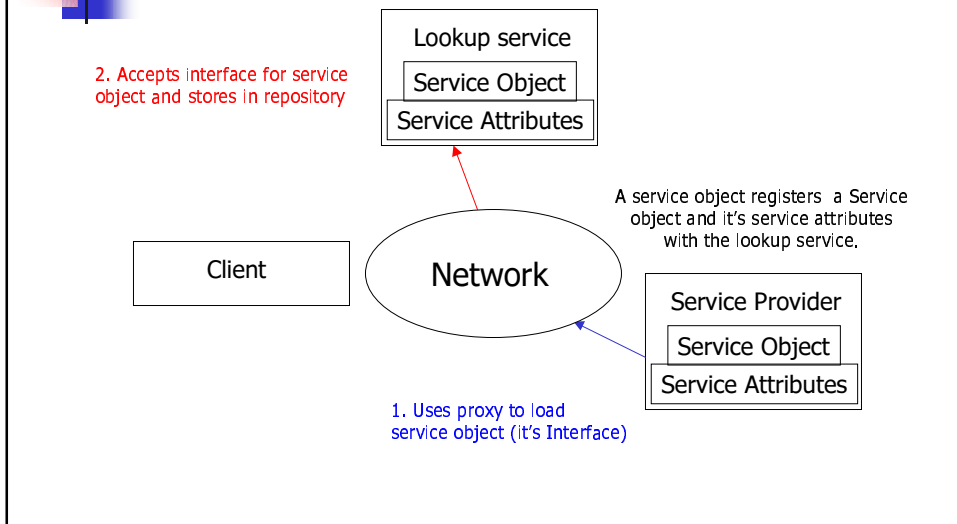 Lookup service
2. Accepts interface for service
object and stores in repository
Service Object
Service Attributes
A service object registers a Service
object and it's service attributes
with the lookup service.
Client
Network
Service Provider
Service Object
Service Attributes
1. Uses proxy to load
service object (it's Interface)